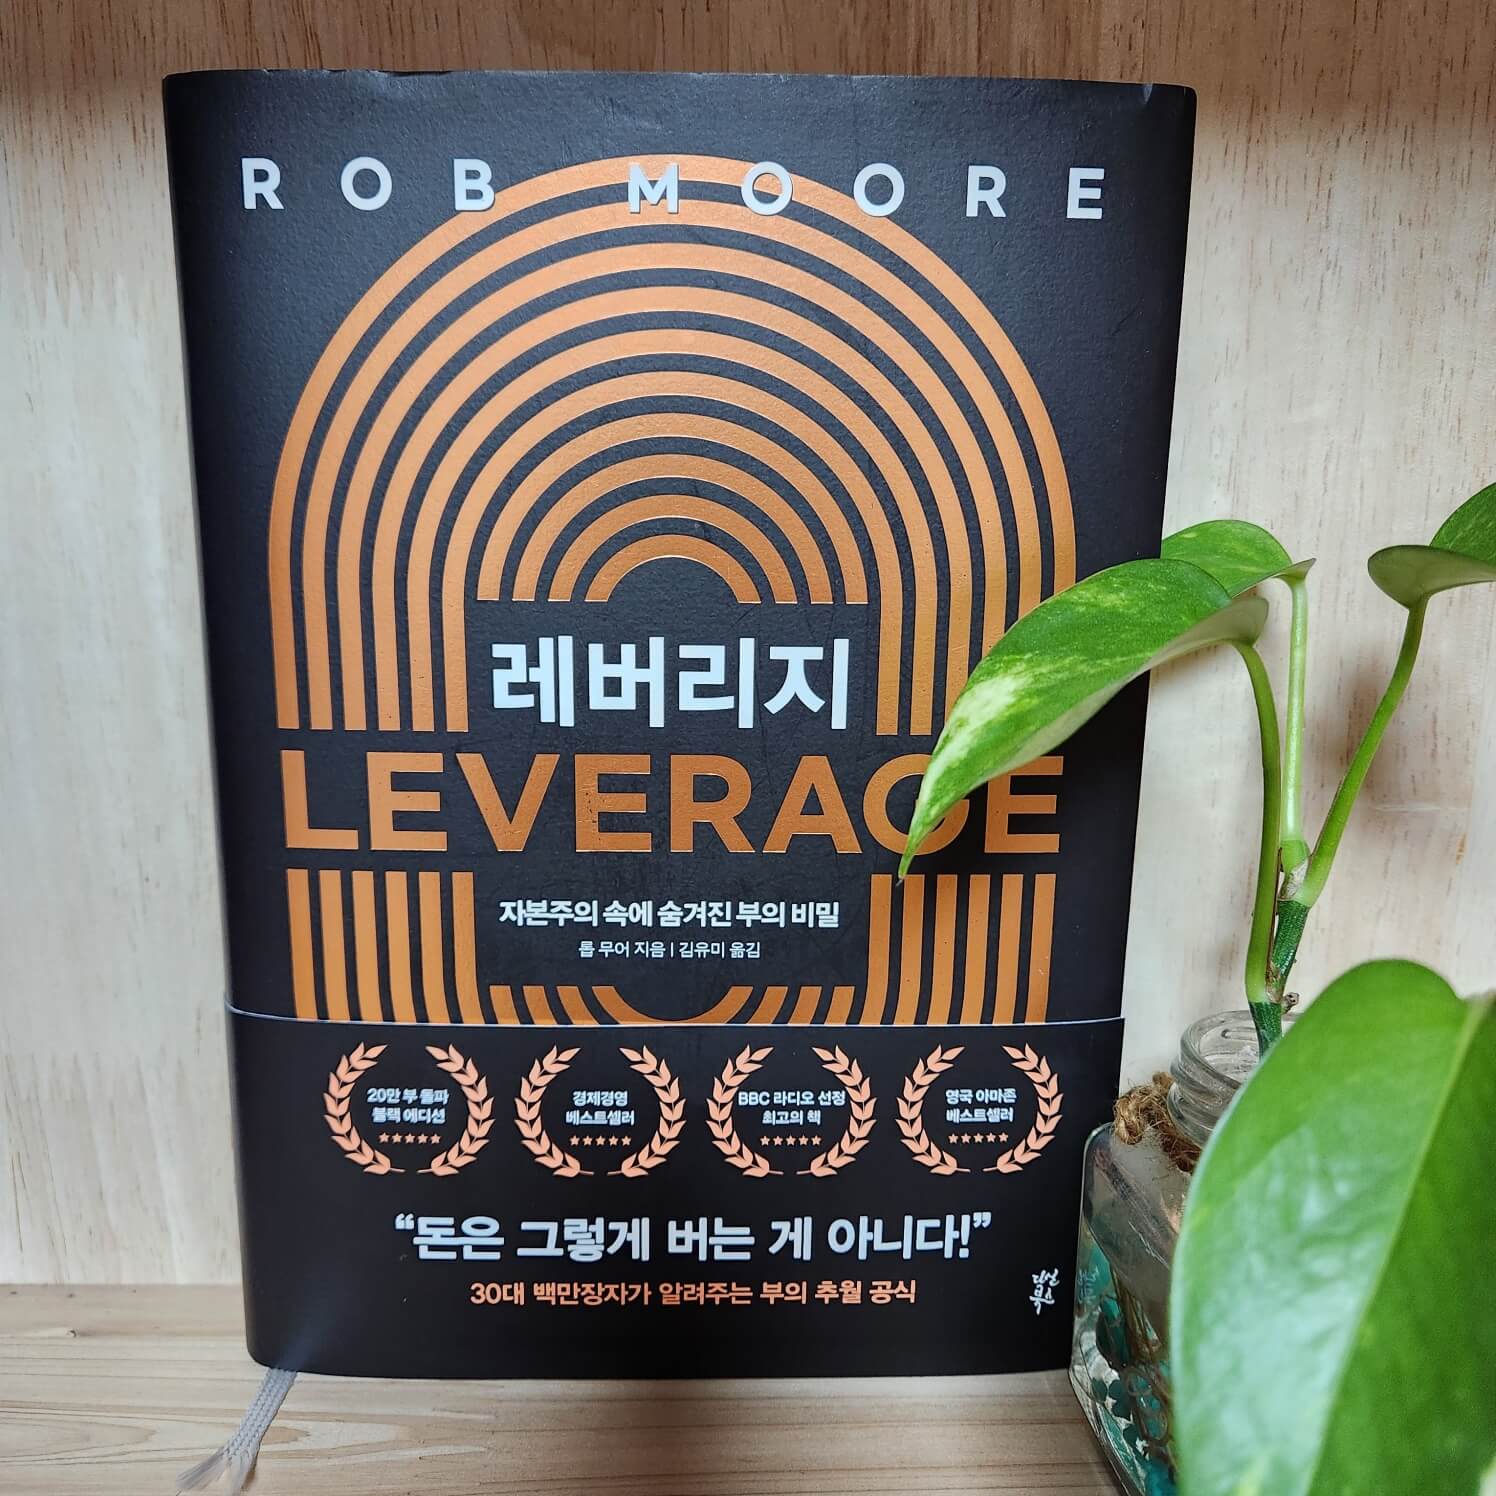 ROB MOORE
레버리지
LEVERAGE
자본주의 속에 숨겨진 부의 비밀
롭 무어 지음 | 김유미 옮김
20만 부 돌파
블랙 에디션
경제경영
베스트셀러
BBC 라디오 선정
최고의 책
영국 아마존
베스트셀러
“돈은 그렇게 버는 게 아니다!”
30대 백만장자가 알려주는 부의 추월 공식
다산
북스